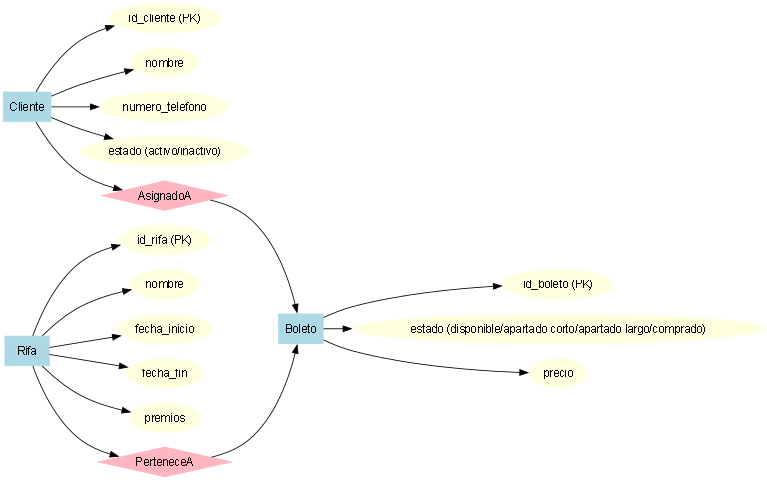 id_cliente (PK)
nombre
Cliente
numero_telefono
estado (activo/inactivo)
AsignadoA
id_rifa (PK)
nombre
id_boleto (PK)
fecha_inicio
Boleto
estado (disponible/apartado corto/apartado largo/comprado)
Rifa
fecha_fin
precio
premios
PerteneceA